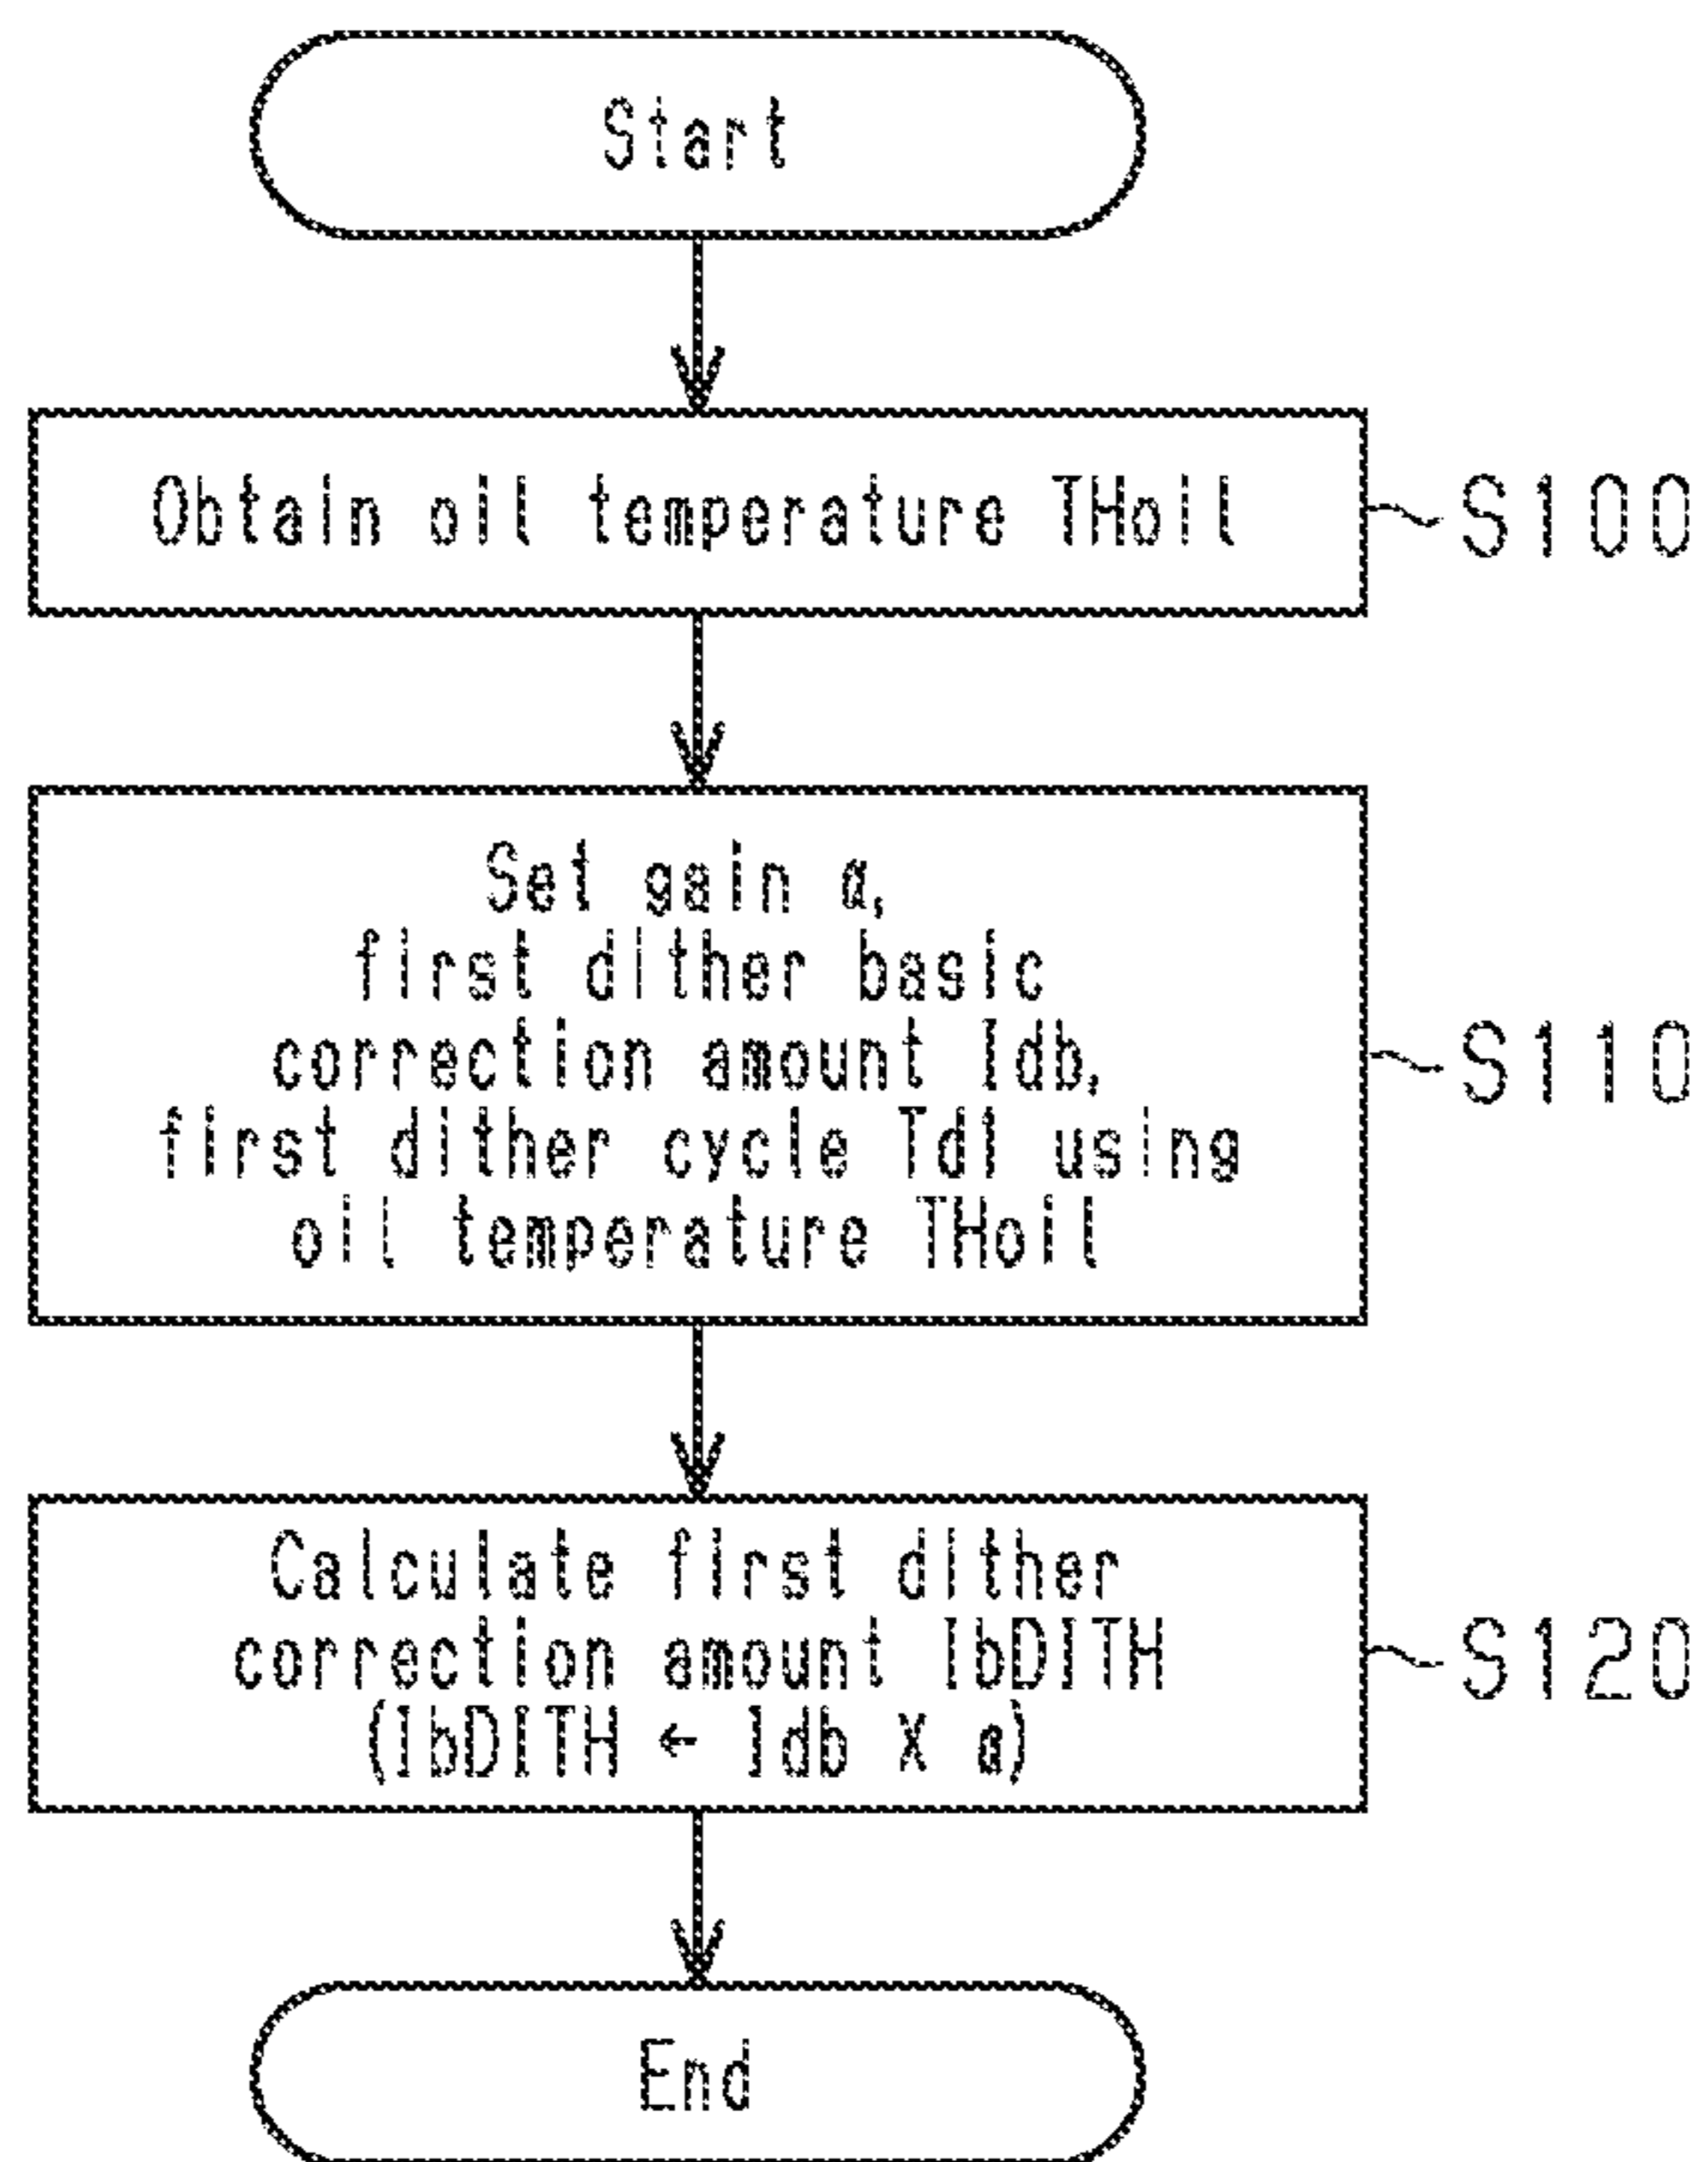 Start
Obtain oil temperature THoil
S100
Set gain α,
first dither basic
correction amount Idb,
first dither cycle Td1 using
oil temperature THoil
S110
Calculate first dither
correction amount IbDITH
(IbDITH ← Idb X α)
S120
End